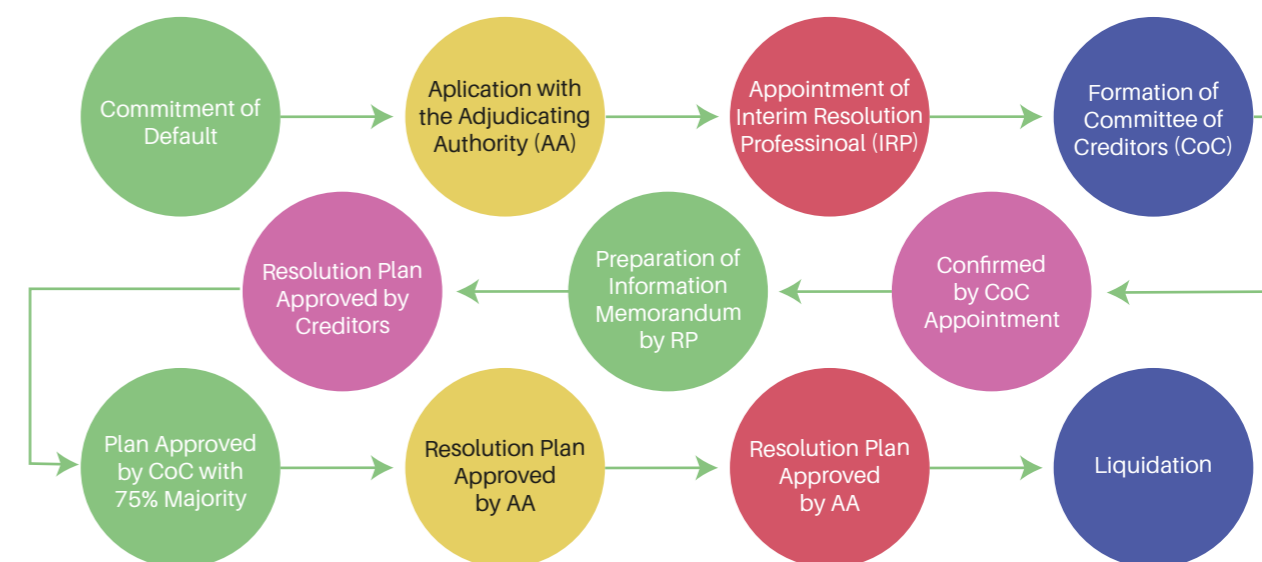 Commitment of
Default
Aplication with
the Adjudicating
Authority (AA)
Appointment of
Interim Resolution
Professinoal (IRP)
Formation of
Committee of
Creditors (CoC)
Confirmed
by CoC
Appointment
Preparation of
Information
Memorandum
by RP
Resolution Plan
Approved by
Creditors
Plan Approved
by CoC with
75% Majority
Resolution Plan
Approved
by AA
Resolution Plan
Approved
by AA
Liquidation